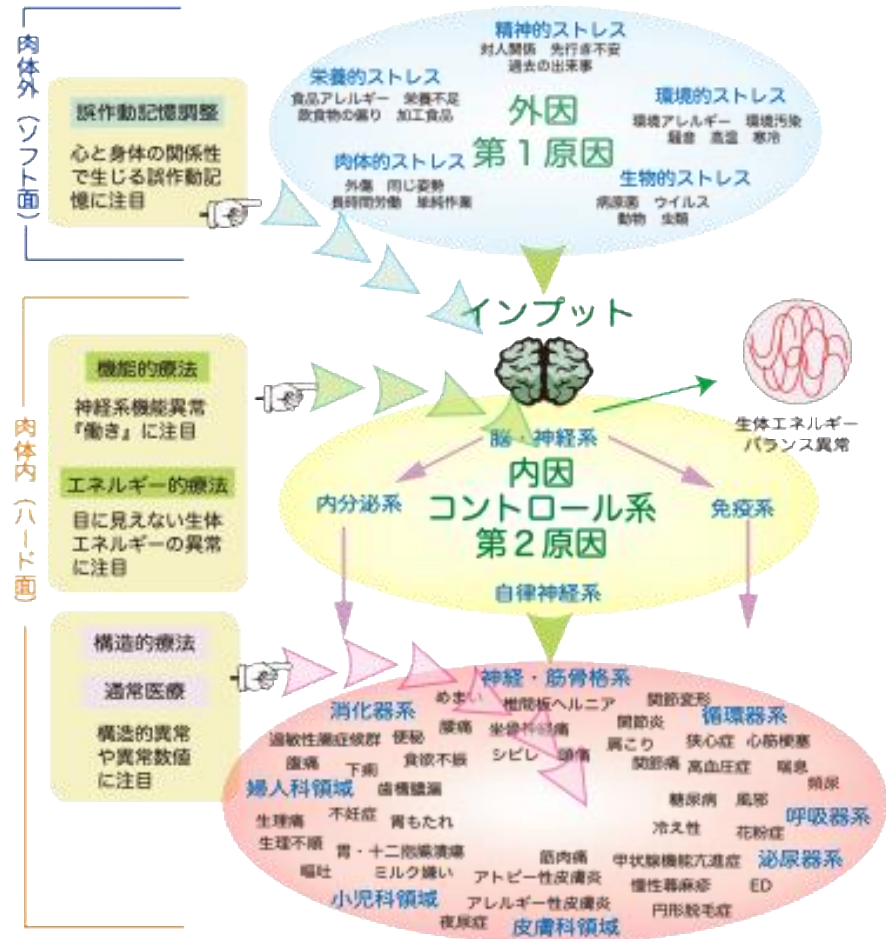 肉体外（ソフト面）
誤作動記憶調整
心と身体の関係性
で生じる誤作動記
憶に注目
精神的ストレス
対人関係　先行き不安
過去の出来事
栄養的ストレス
食品アレルギー　栄養不足
飲食物の偏り　加工食品
環境的ストレス
環境アレルギー　環境汚染
騒音　高温　寒冷
外因
第１原因
肉体的ストレス
外傷　同じ姿勢
長時間労働　単純作業
生物的ストレス
病原菌　ウイルス
動物　虫類
インプット
肉体内（ハード面）
機能的療法
神経系機能異常
『働き』に注目
エネルギー的療法
目に見えない生体
エネルギーの異常
に注目
生体エネルギー
バランス異常
脳・神経系
内分泌系
免疫系
内因
コントロール系
第２原因
自律神経系
構造的療法
通常医療
構造的異常
や異常数値
に注目
神経・筋骨格系
めまい　椎間板ヘルニア　関節変形
消化器系
腰痛　坐骨神経痛　関節炎
循環器系
過敏性腸症候群　便秘
シビレ　頭痛　肩こり
狭心症　心筋梗塞
腹痛　下痢　食欲不振
関節痛　高血圧症　喘息
頻尿
婦人科領域
歯槽膿漏
糖尿病　風邪
呼吸器系
生理痛　不妊症　胃もたれ
冷え性　花粉症
生理不順
胃・十二指腸潰瘍
筋肉痛　甲状腺機能亢進症
泌尿器系
嘔吐　ミルク嫌い　アトピー性皮膚炎
慢性蕁麻疹　ED
小児科領域
アレルギー性皮膚炎
円形脱毛症
夜尿症
皮膚科領域